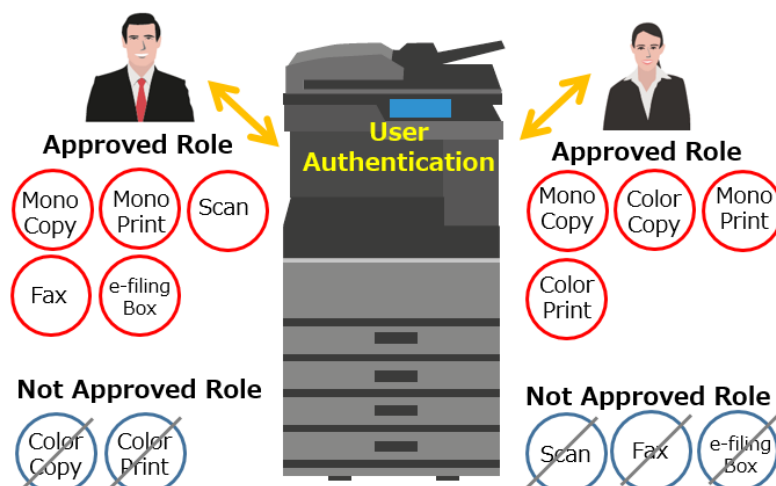 User
Authentication
Approved Role
Mono
Copy
Mono
Print
Scan
Fax
e-filing
Box
Not Approved Role
Color
Copy
Color
Print
Approved Role
Mono
Copy
Color
Copy
Mono
Print
Color
Print
Not Approved Role
Scan
Fax
e-filing
Box